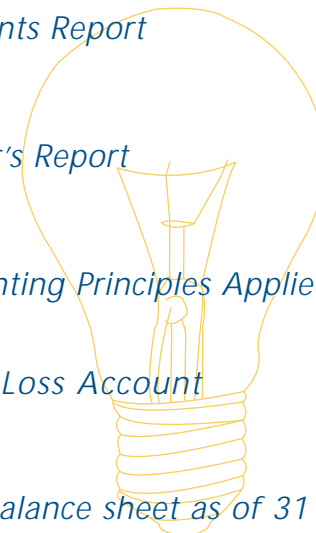 nts Report
's Report
nting Principles Applie
Loss Account
alance sheet as of 31